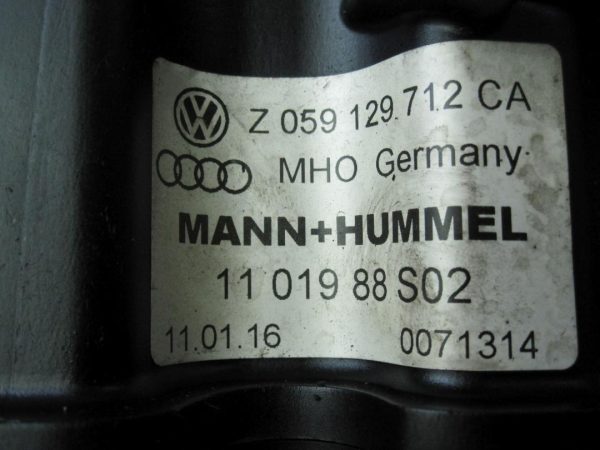 Z 059 129.712 CA
MHO Germany
MANN+HUMMEL
11 019 88 S02
11.01.16 0071314